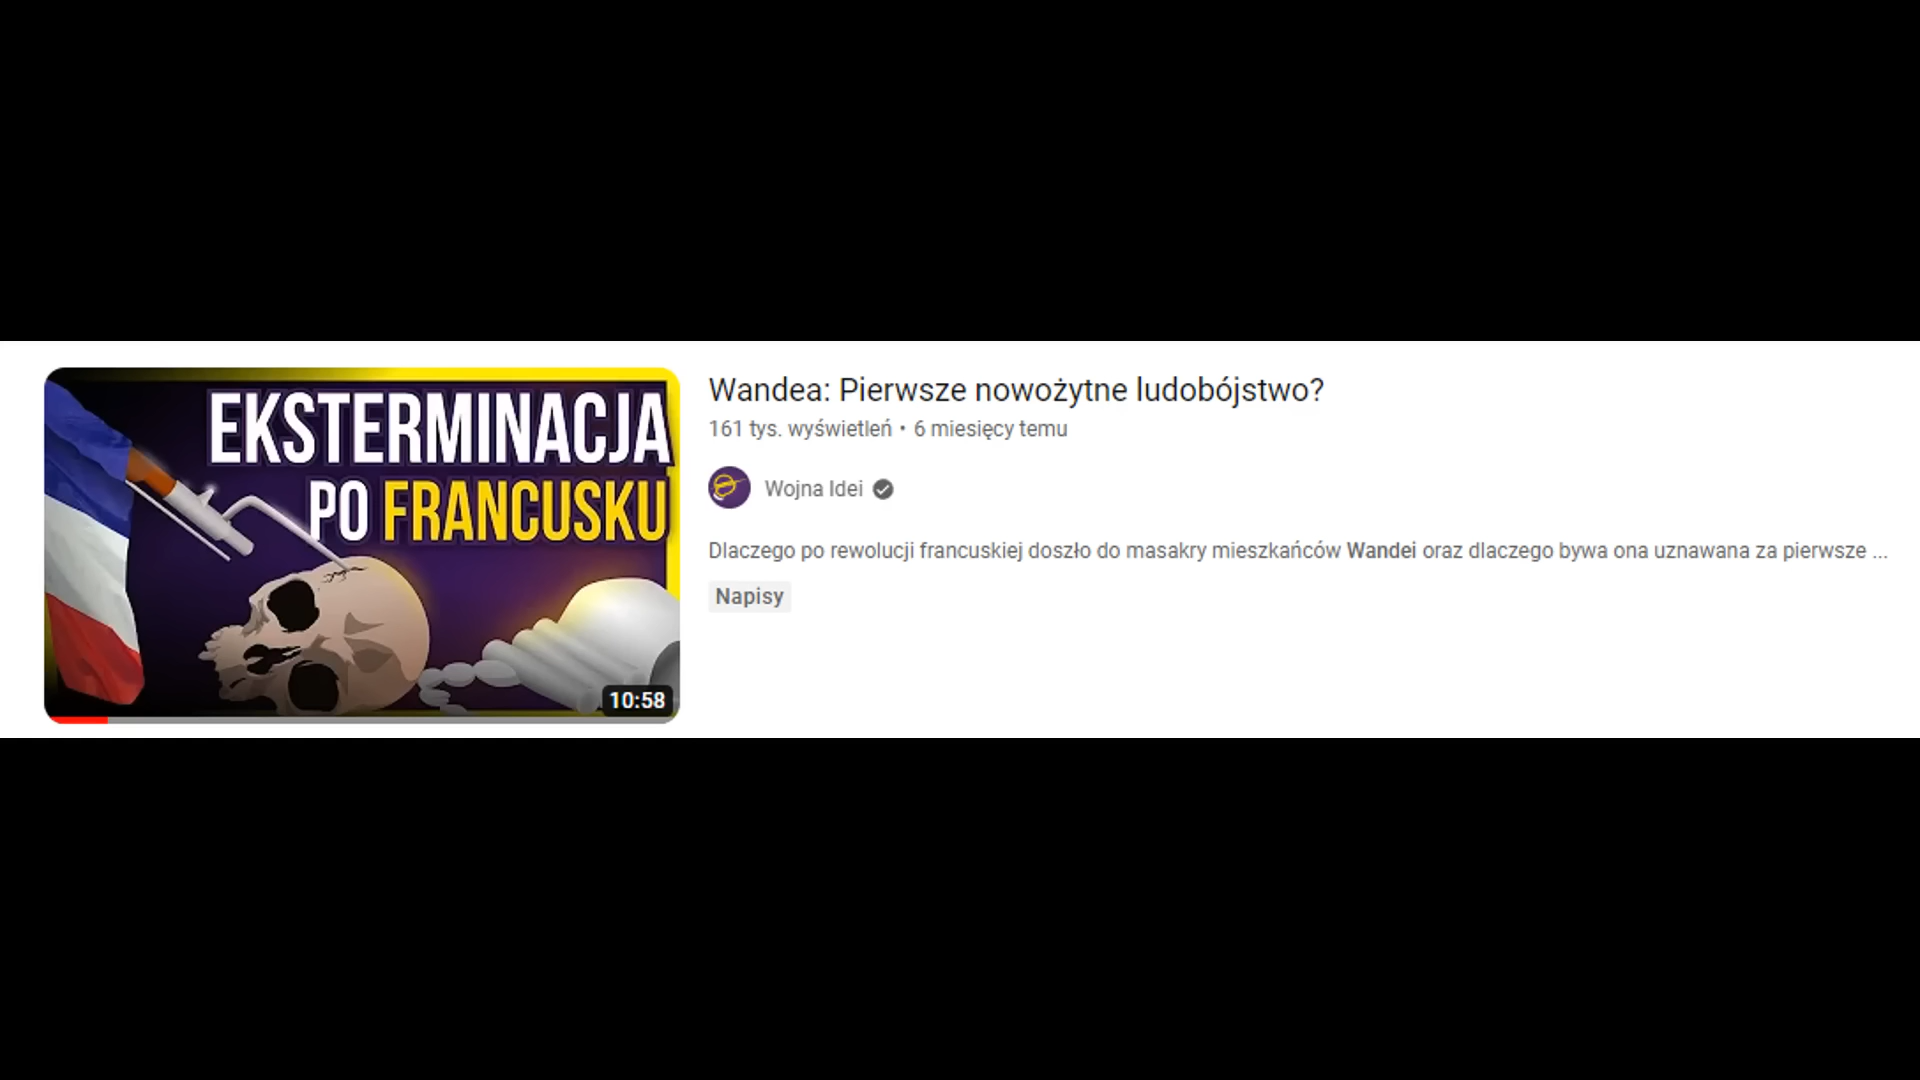 EKSTERMINACJA
PO FRANCUSKU
10:58
Wandea: Pierwsze nowożytne ludobójstwo?
161 tys. wyświetleń • 6 miesięcy temu
Wojna Idei
Dlaczego po rewolucji francuskiej doszło do masakry mieszkańców Wandei oraz dlaczego bywa ona uznawana za pierwsze ...
Napisy